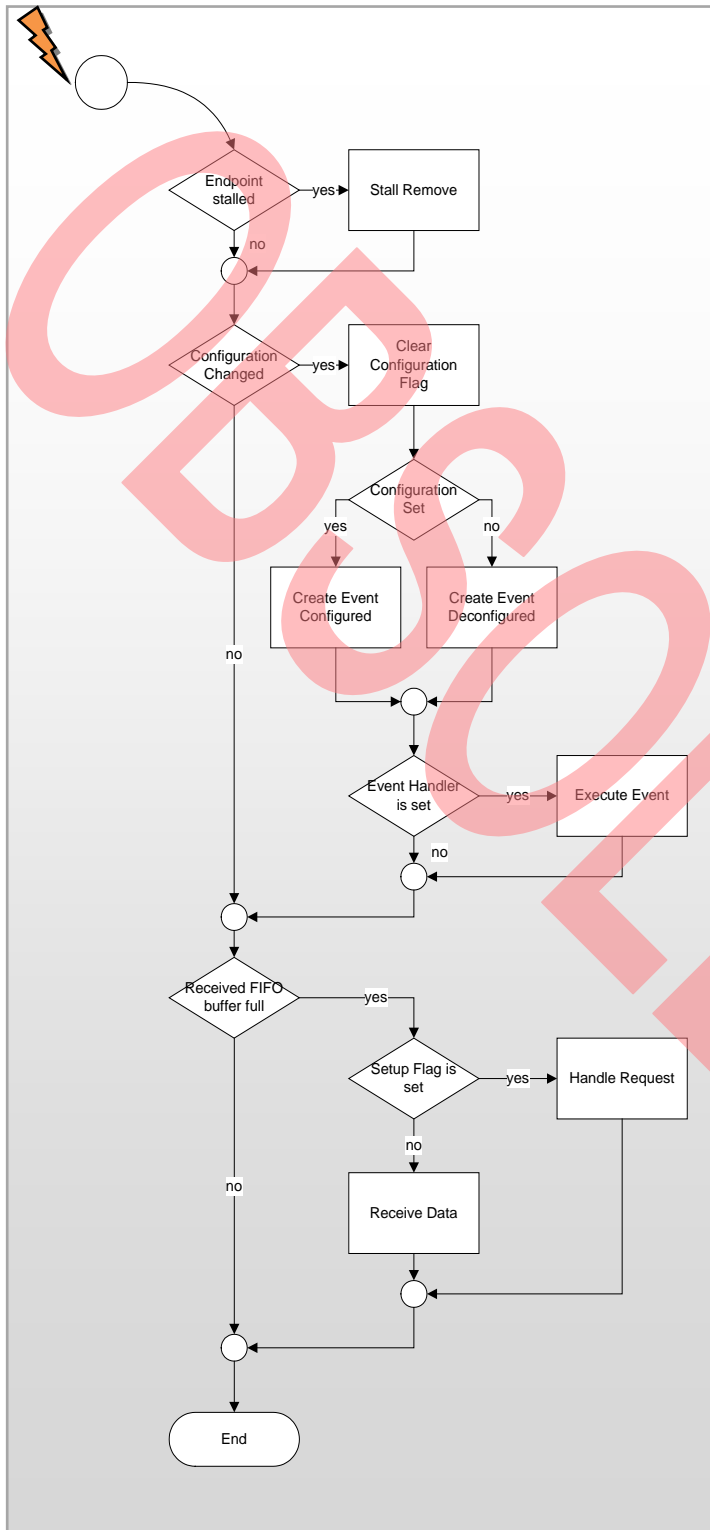 Endpoint
stalled
yes
Stall Remove
no
Configuration
Changed
yes
Clear
Configuration
Flag
Configuration
Set
yes
no
Create Event
Configured
Create Event
Deconfigured
no
Event Handler
is set
yes
Execute Event
no
Received FIFO
buffer full
yes
Setup Flag is
set
yes
Handle Request
no
no
Receive Data
End
OBSOL